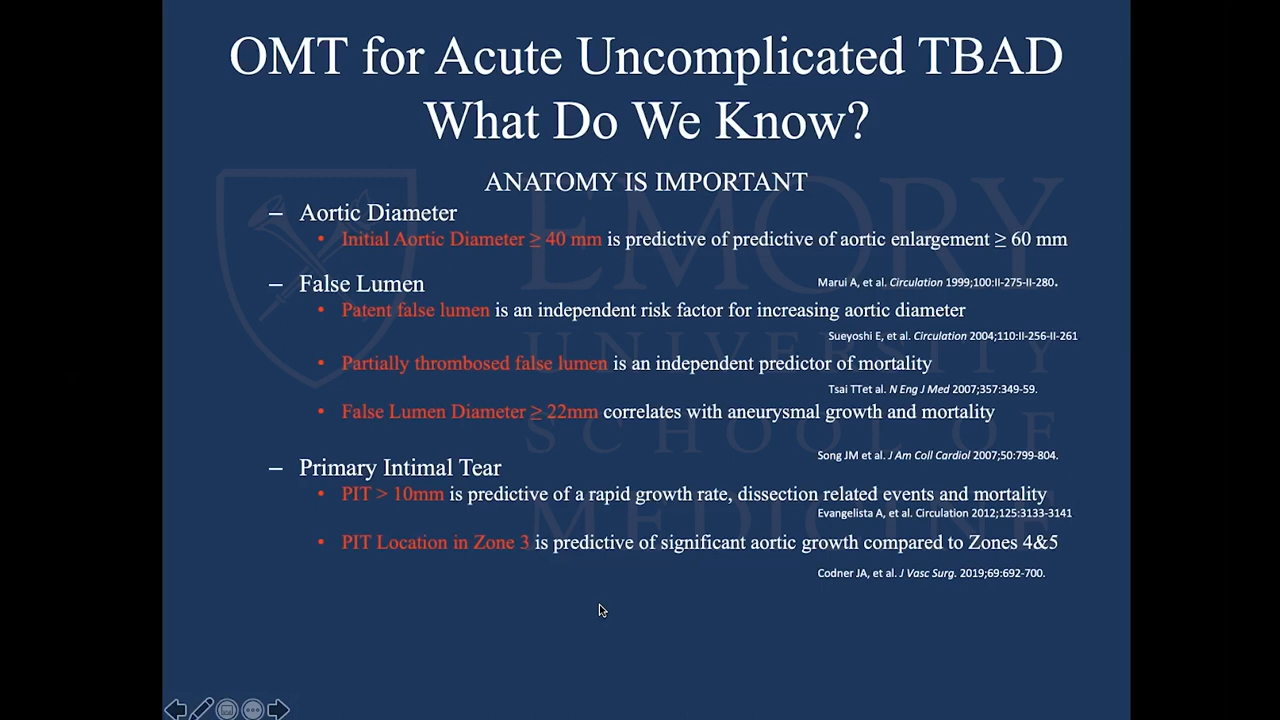 OMT for Acute Uncomplicated TBAD
What Do We Know?
ANATOMY IS IMPORTANT
– Aortic Diameter
• Initial Aortic Diameter ≥ 40 mm is predictive of predictive of aortic enlargement ≥ 60 mm
Marui A, et al. Circulation 1999;100:II-275-II-280.
– False Lumen
• Patent false lumen is an independent risk factor for increasing aortic diameter
Sueyoshi E, et al. Circulation 2004;110:II-256-II-261
• Partially thrombosed false lumen is an independent predictor of mortality
Tsai TTet al. N Eng J Med 2007;357:349-59.
• False Lumen Diameter ≥ 22mm correlates with aneurysmal growth and mortality
Song JM et al. J Am Coll Cardiol 2007;50:799-804.
– Primary Intimal Tear
• PIT > 10mm is predictive of a rapid growth rate, dissection related events and mortality
Evangelista A, et al. Circulation 2012;125:3133-3141
• PIT Location in Zone 3 is predictive of significant aortic growth compared to Zones 4&5
Codner JA, et al. J Vasc Surg. 2019;69:692-700.
EMORY
UNIVERSITY
SCHOOL OF
MEDICINE